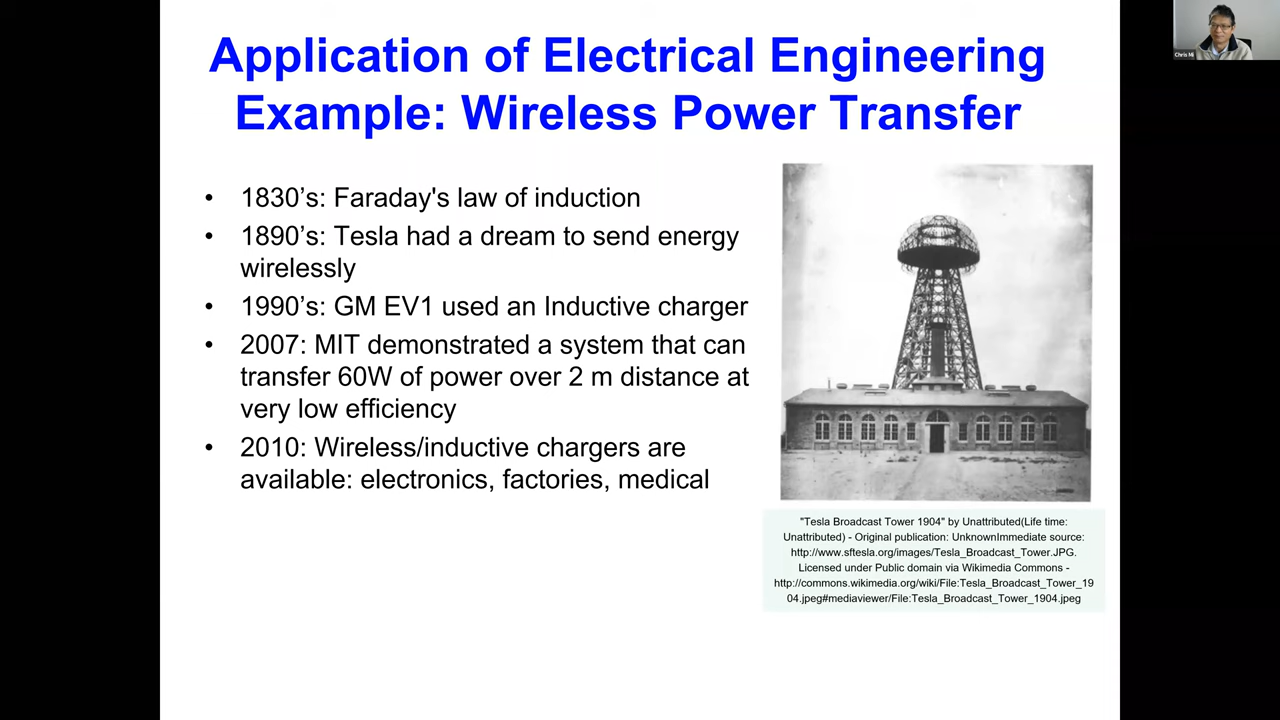 Application of Electrical Engineering
Example: Wireless Power Transfer
• 1830’s: Faraday's law of induction
• 1890’s: Tesla had a dream to send energy
wirelessly
• 1990’s: GM EV1 used an Inductive charger
• 2007: MIT demonstrated a system that can
transfer 60W of power over 2 m distance at
very low efficiency
• 2010: Wireless/inductive chargers are
available: electronics, factories, medical
"Tesla Broadcast Tower 1904" by Unattributed(Life time:
Unattributed) - Original publication: UnknownImmediate source:
http://www.sftesla.org/images/Tesla_Broadcast_Tower.JPG.
Licensed under Public domain via Wikimedia Commons -
http://commons.wikimedia.org/wiki/File:Tesla_Broadcast_Tower_19
04.jpeg#mediaviewer/File:Tesla_Broadcast_Tower_1904.jpeg
Chris Mi